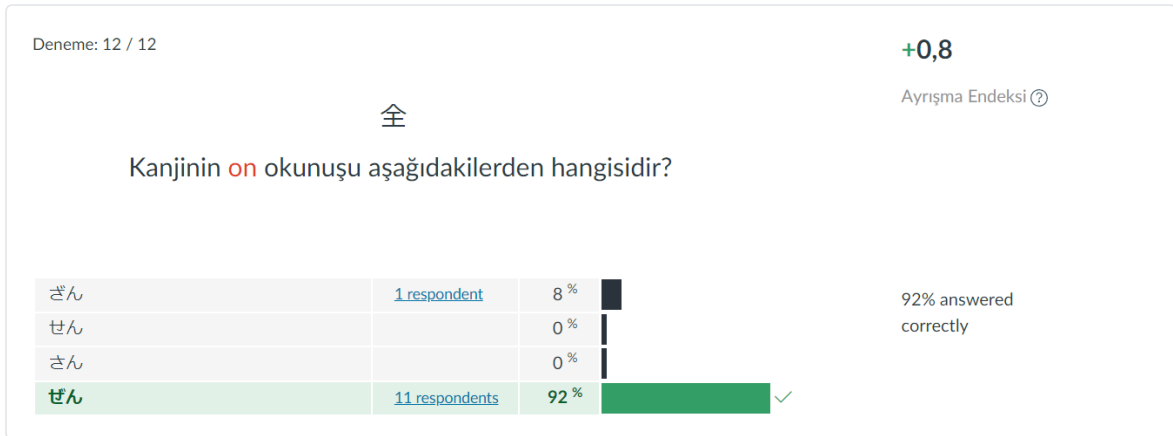 Deneme: 12 / 12
+0,8
Ayrışma Endeksi ?
全
Kanjinin on okunuşu aşağıdakilerden hangisidir?
ざん 1 respondent 8 %
せん 0 %
さん 0 %
ぜん 11 respondents 92 %
92% answered
correctly